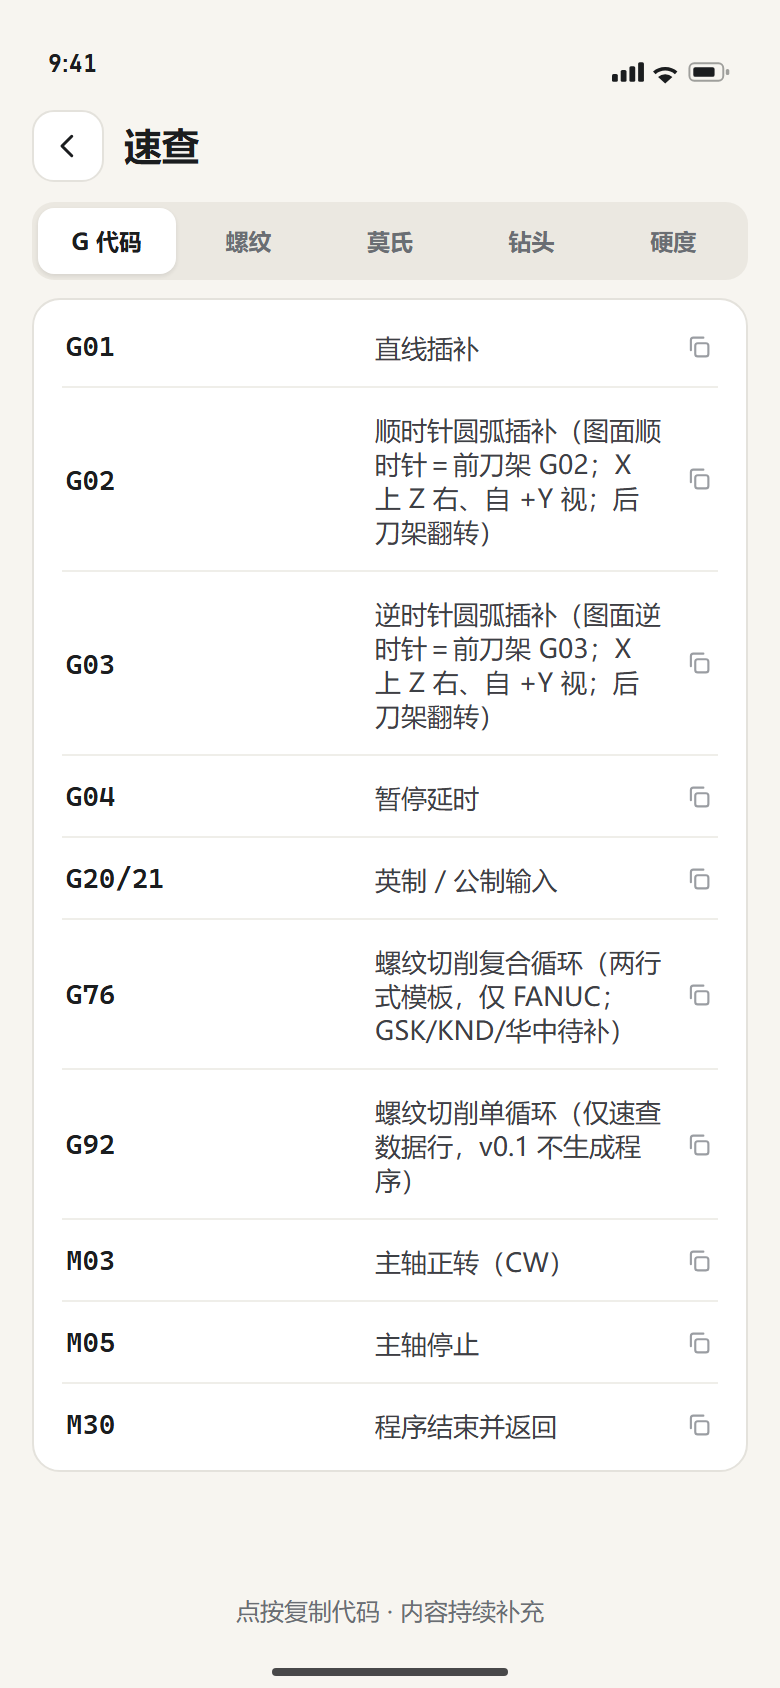 9:41
速查
G 代码 螺纹 莫氏 钻头 硬度
G01 直线插补
G02 顺时针圆弧插补（图面顺
时针＝前刀架 G02；X
上 Z 右、自 +Y 视；后
刀架翻转）
G03 逆时针圆弧插补（图面逆
时针＝前刀架 G03；X
上 Z 右、自 +Y 视；后
刀架翻转）
G04 暂停延时
G20/21 英制 / 公制输入
G76 螺纹切削复合循环（两行
式模板，仅 FANUC；
GSK/KND/华中待补）
G92 螺纹切削单循环（仅速查
数据行，v0.1 不生成程
序）
M03 主轴正转（CW）
M05 主轴停止
M30 程序结束并返回
点按复制代码 · 内容持续补充